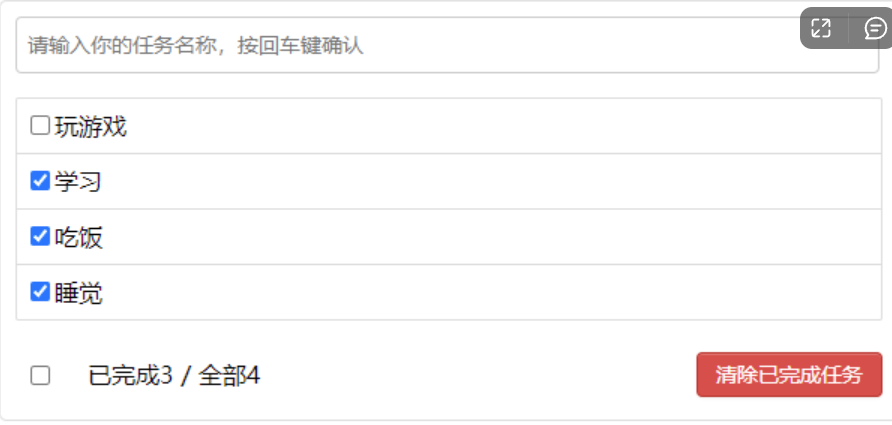 请输入你的任务名称，按回车键确认
玩游戏
学习
吃饭
睡觉
已完成3 / 全部4 清除已完成任务